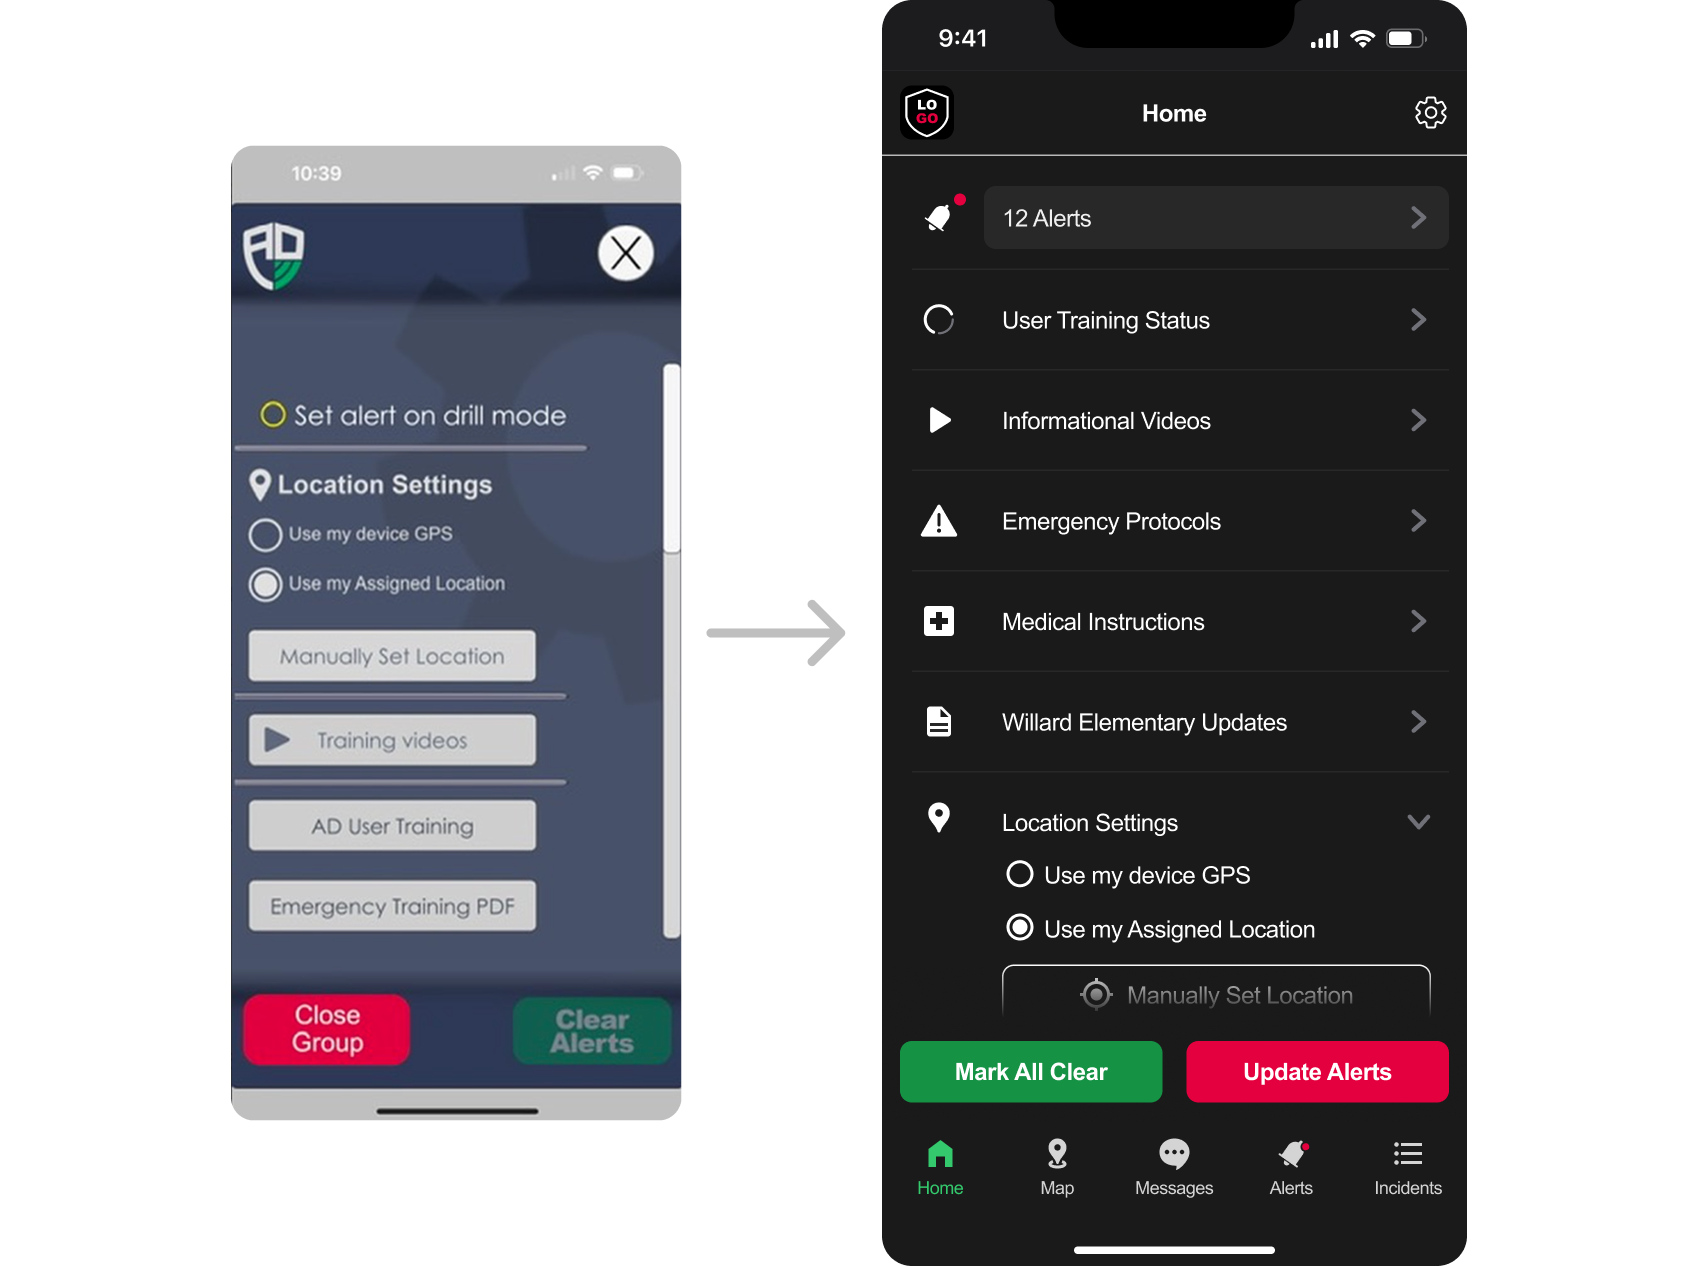 10:39
AD
X
Set alert on drill mode
Location Settings
Use my device GPS
Use my Assigned Location
Manually Set Location
Training videos
AD User Training
Emergency Training PDF
Close
Group
Clear
Alerts
9:41
LO
GO
Home
12 Alerts
User Training Status
Informational Videos
Emergency Protocols
Medical Instructions
Willard Elementary Updates
Location Settings
Use my device GPS
Use my Assigned Location
Manually Set Location
Mark All Clear
Update Alerts
Home
Map
Messages
Alerts
Incidents